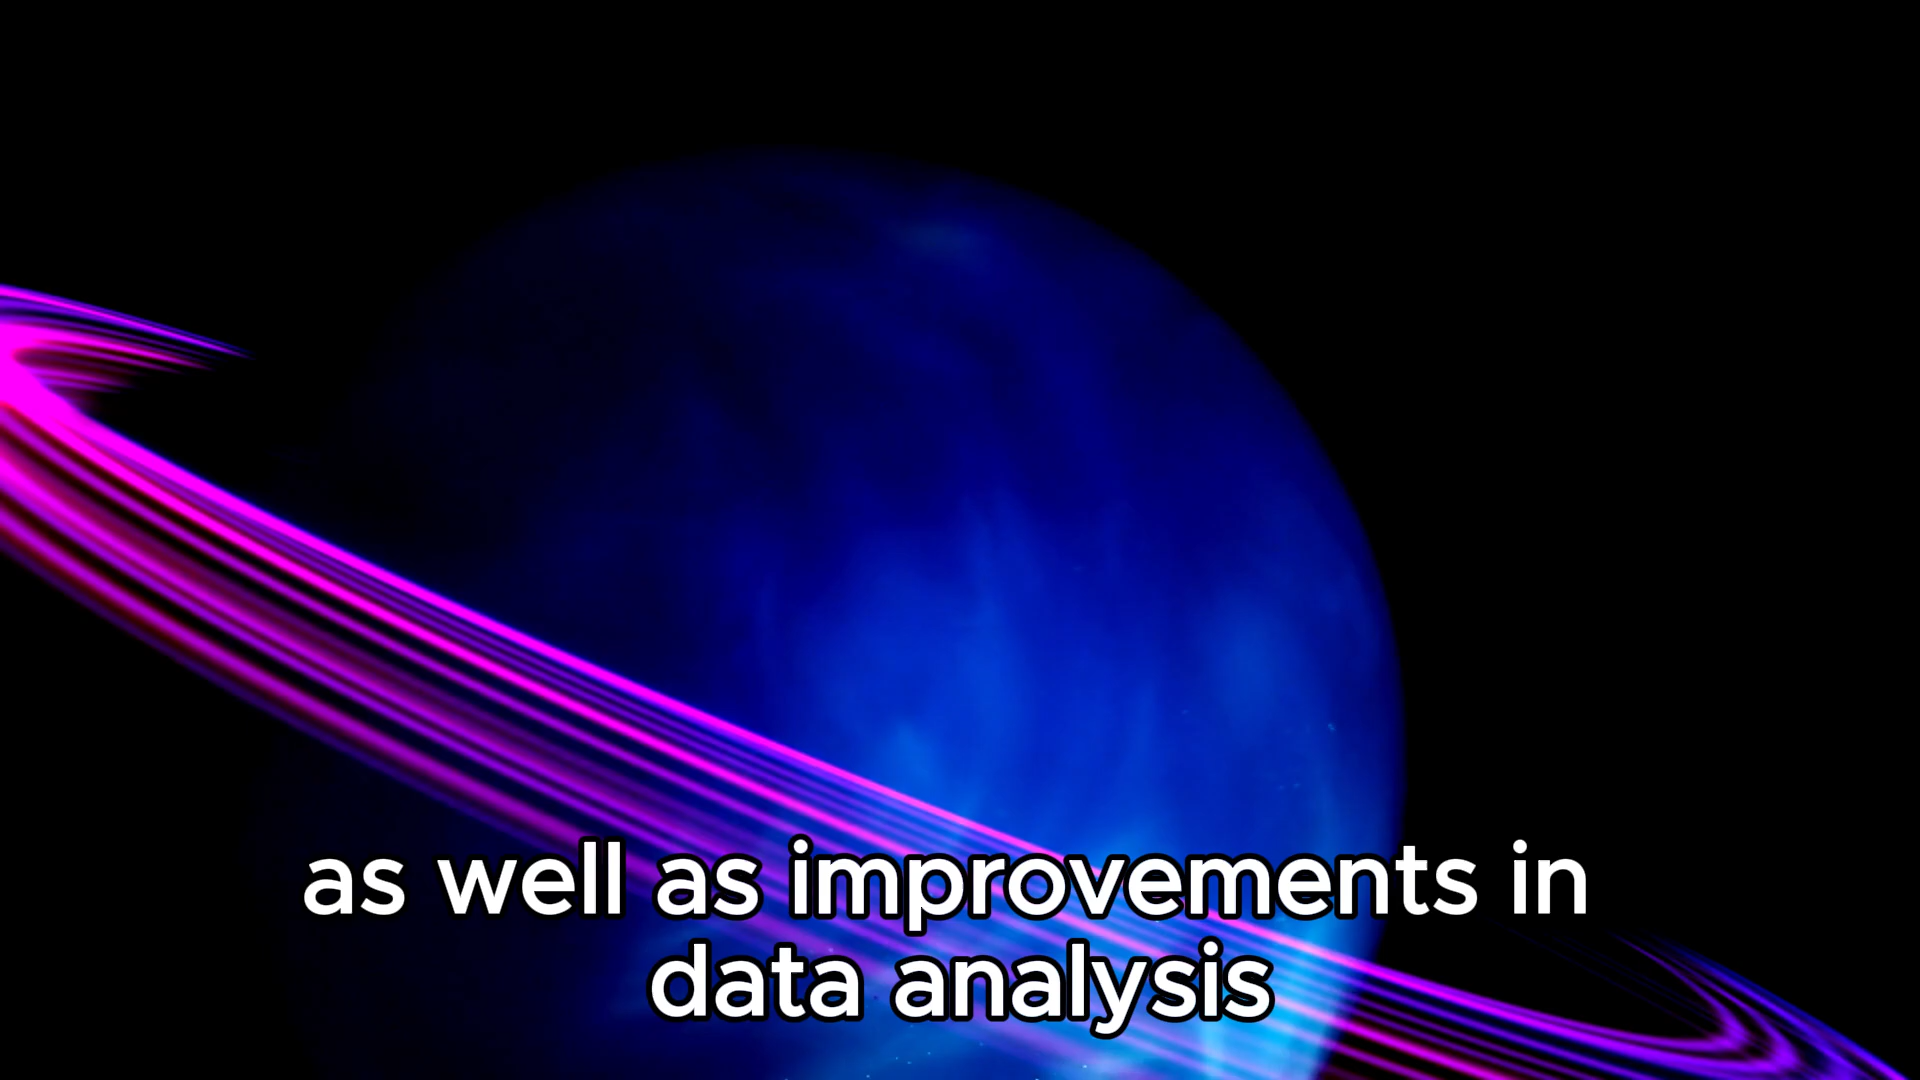 as well as improvements in
data analysis